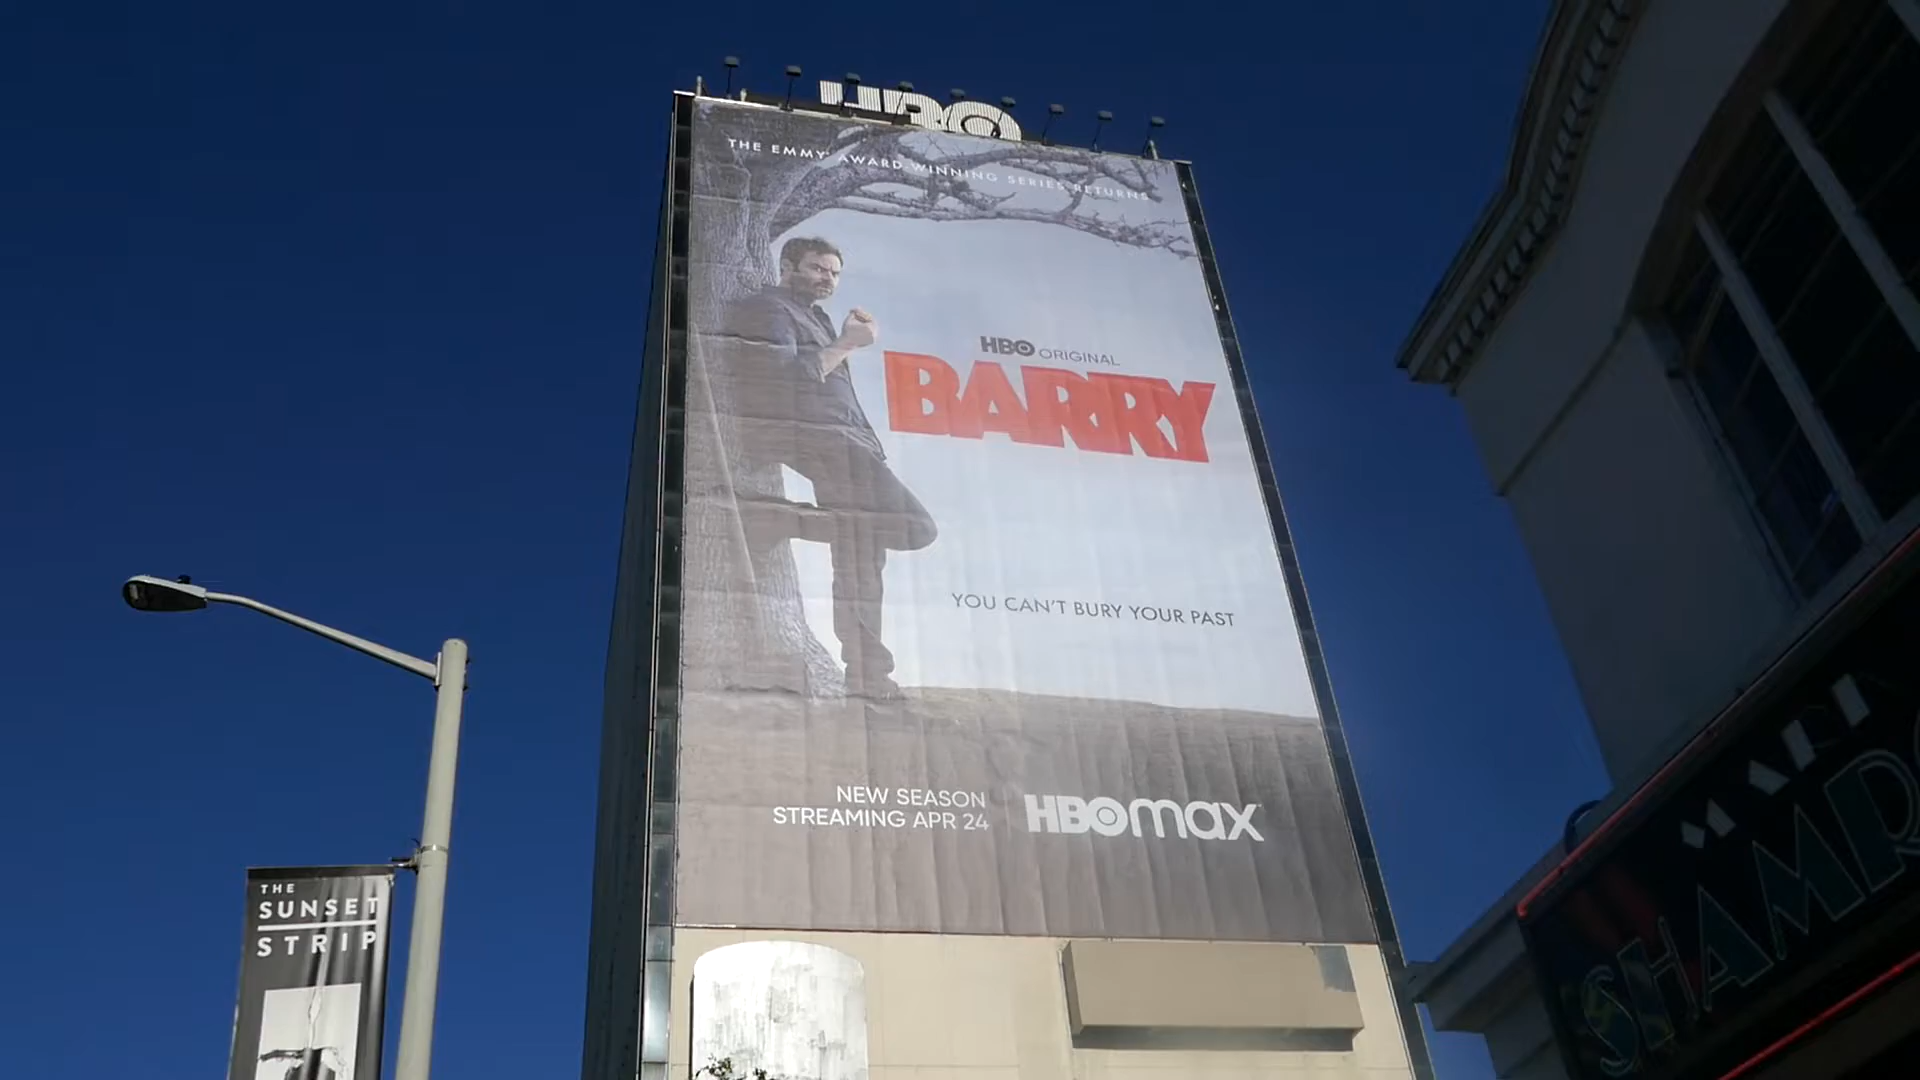 HBO
THE EMMY AWARD-WINNING SERIES RETURNS
HBO ORIGINAL
BARRY
YOU CAN'T BURY YOUR PAST
NEW SEASON
STREAMING APR 24
HBOMAX
THE
SUNSET
STRIP